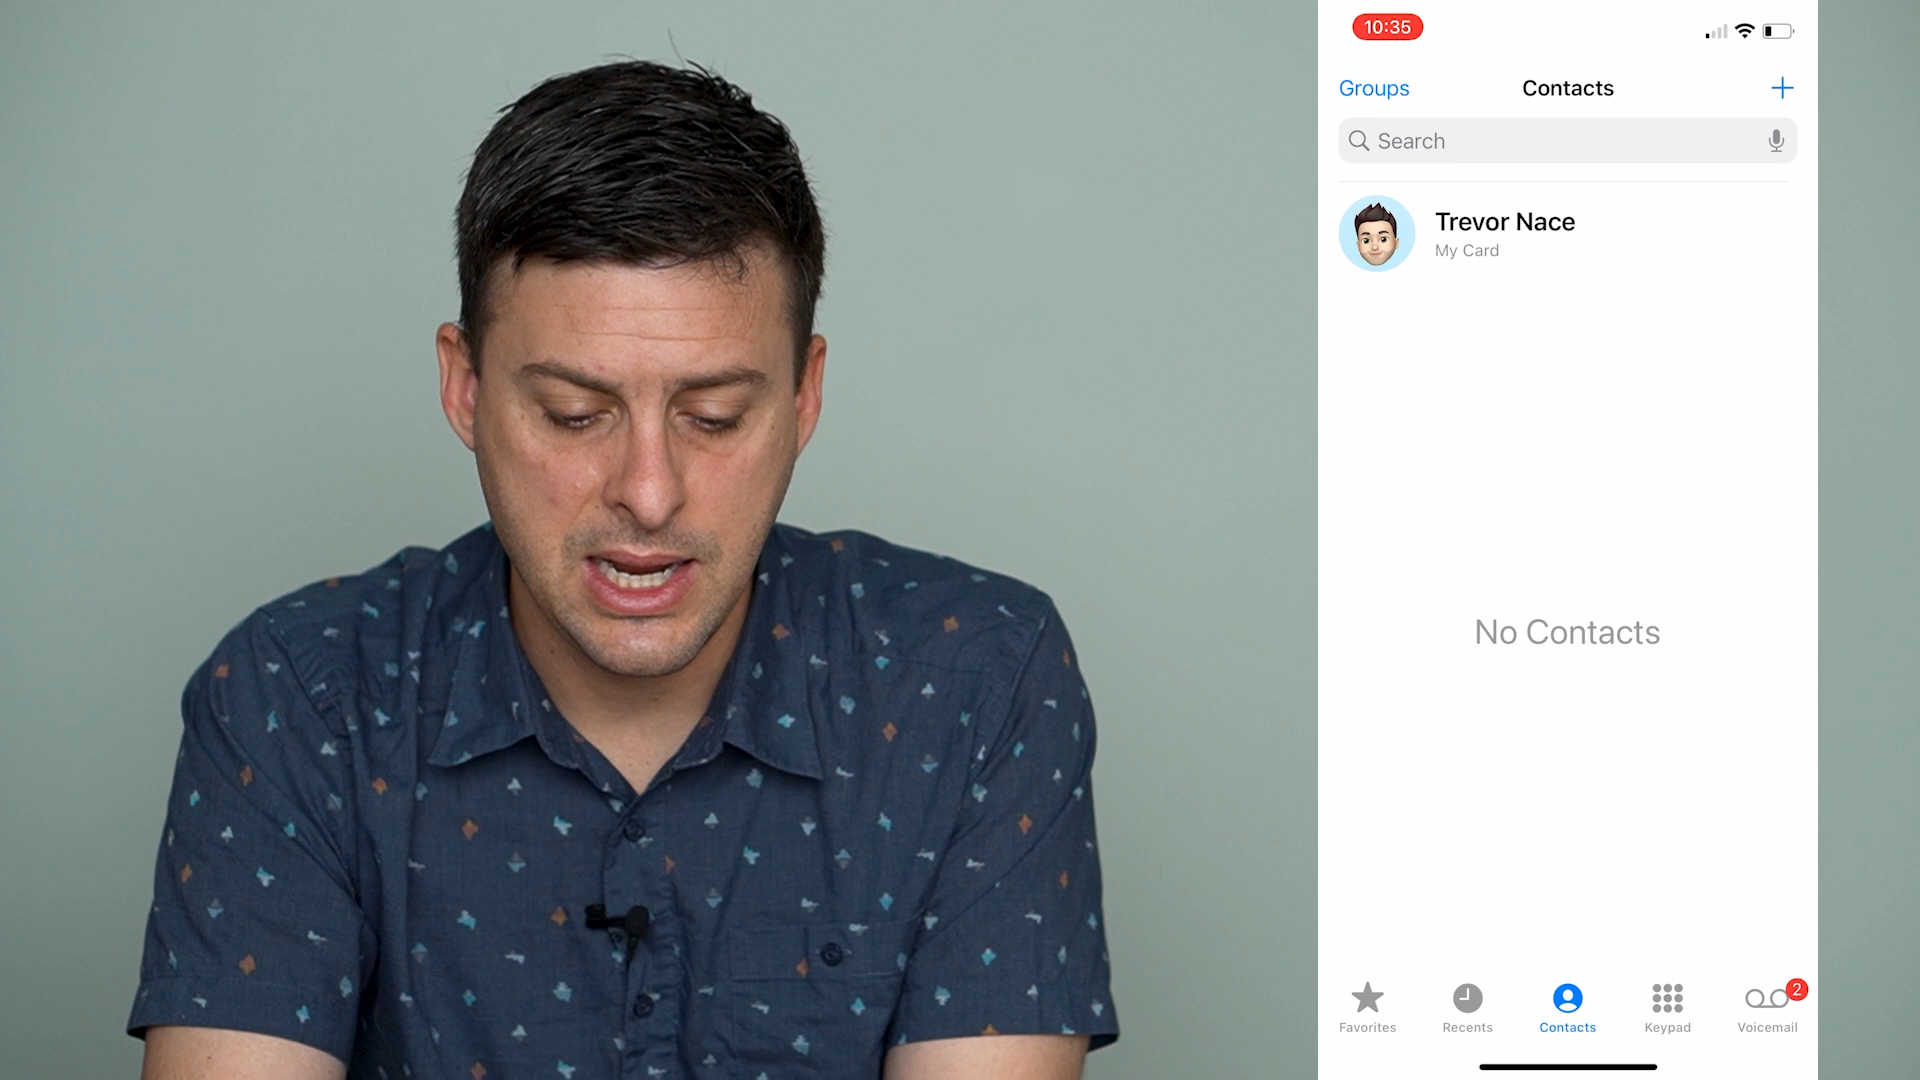 10:35
Groups
Contacts
Search
Trevor Nace
My Card
No Contacts
Favorites
Recents
Contacts
Keypad
2
Voicemail